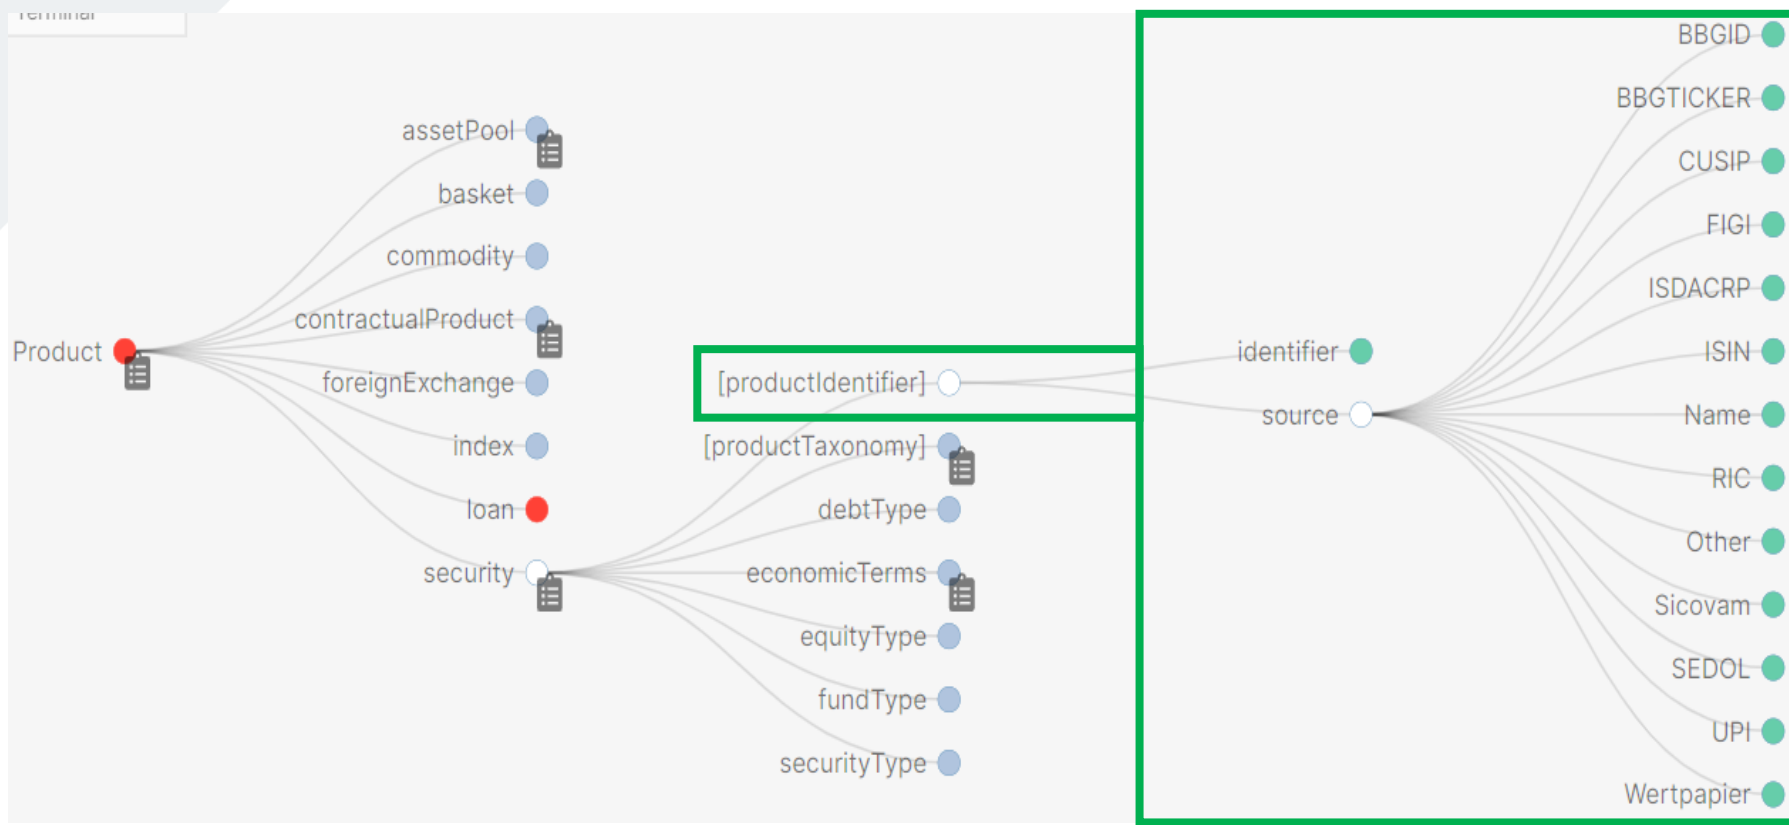 Terminal
Product
assetPool
basket
commodity
contractualProduct
foreignExchange
index
loan
security
[productIdentifier]
[productTaxonomy]
debtType
economicTerms
equityType
fundType
securityType
identifier
source
BBGID
BBGTICKER
CUSIP
FIGI
ISDACRP
ISIN
Name
RIC
Other
Sicovam
SEDOL
UPI
Wertpapier